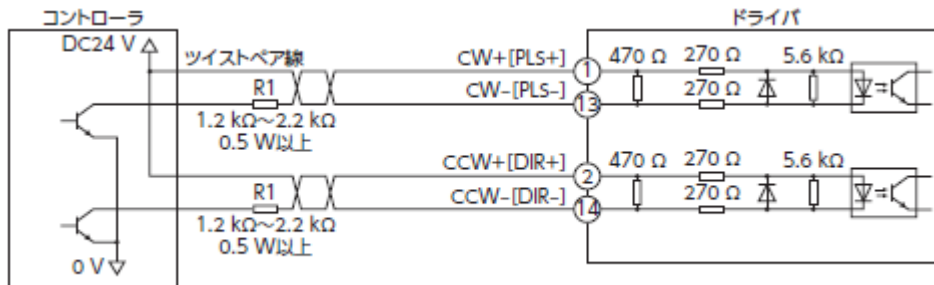 コントローラ
ドライバ
DC24 V
ツイストペア線
CW+[PLS+]
1
470 Ω
270 Ω
5.6 kΩ
R1
CW-[PLS-]
13
270 Ω
1.2 kΩ～2.2 kΩ
0.5 W以上
CCW+[DIR+]
2
470 Ω
270 Ω
5.6 kΩ
R1
CCW-[DIR-]
14
270 Ω
1.2 kΩ～2.2 kΩ
0.5 W以上
0 V